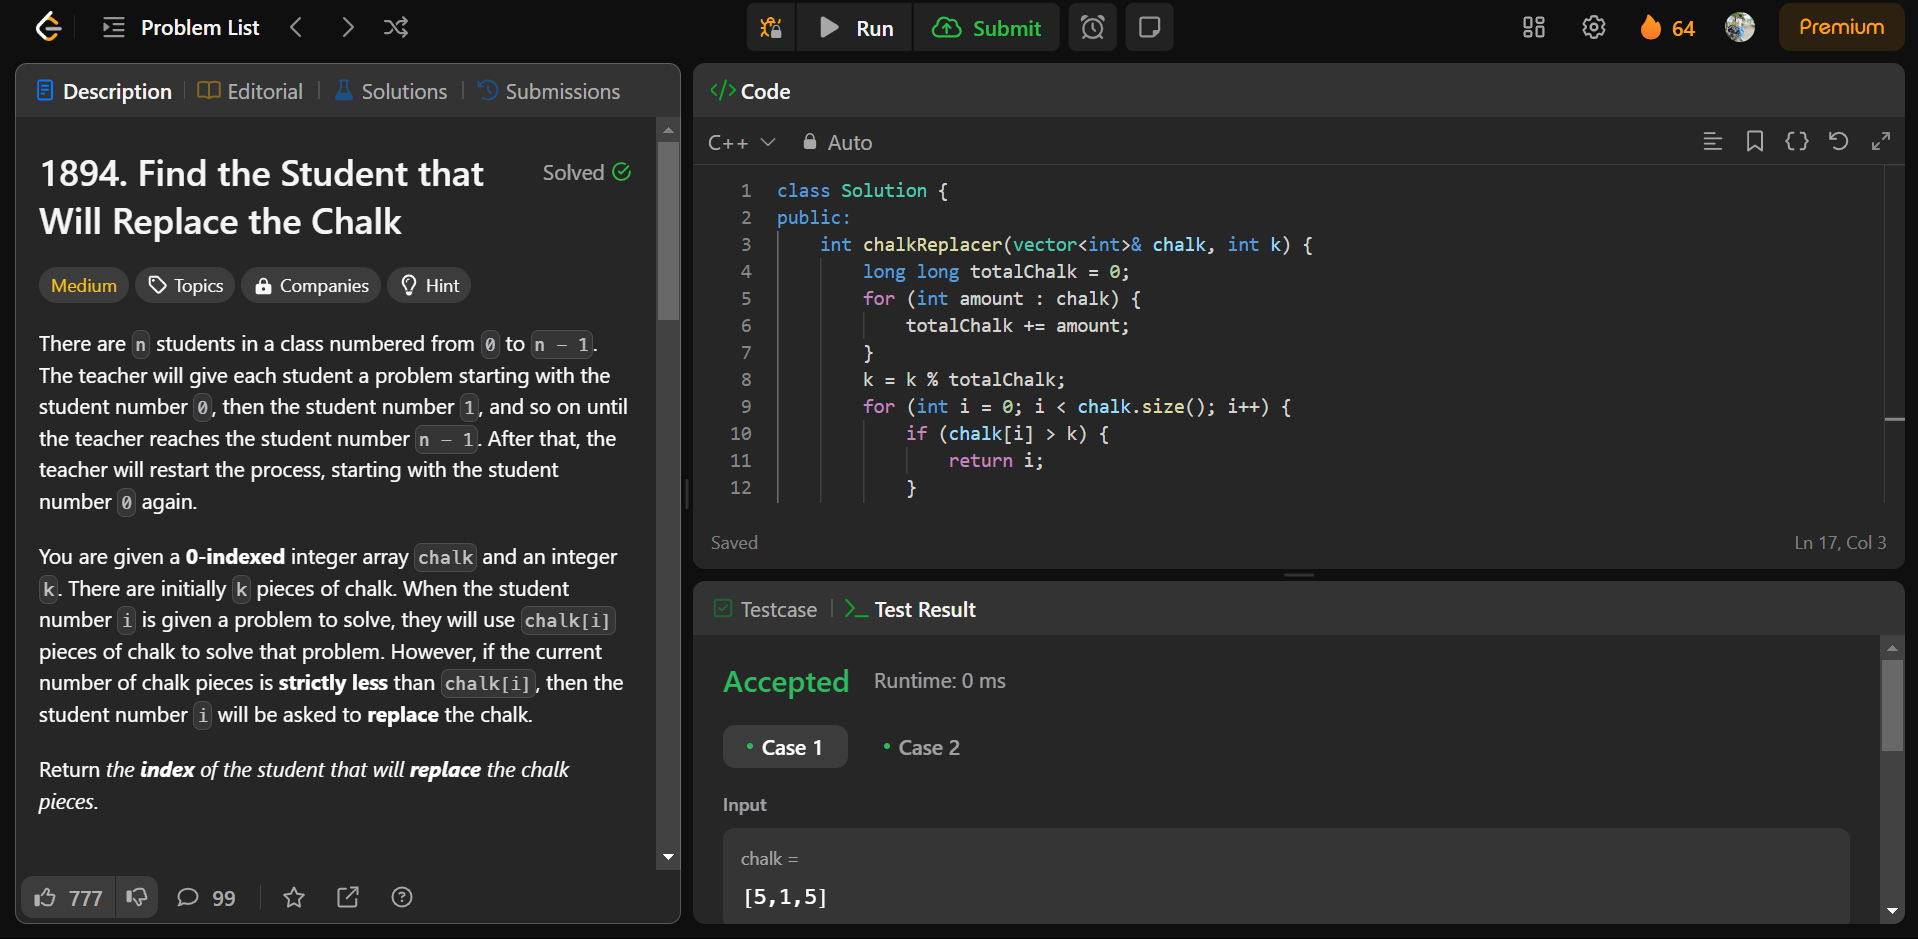 Problem List
Run
Submit
64
Premium
Description
Editorial
Solutions
Submissions
1894. Find the Student that
Will Replace the Chalk
Solved
Medium
Topics
Companies
Hint
There are n students in a class numbered from 0 to n - 1.
The teacher will give each student a problem starting with the
student number 0, then the student number 1, and so on until
the teacher reaches the student number n - 1. After that, the
teacher will restart the process, starting with the student
number 0 again.
You are given a 0-indexed integer array chalk and an integer
k. There are initially k pieces of chalk. When the student
number i is given a problem to solve, they will use chalk[i]
pieces of chalk to solve that problem. However, if the current
number of chalk pieces is strictly less than chalk[i], then the
student number i will be asked to replace the chalk.
Return the index of the student that will replace the chalk
pieces.
777
99
</> Code
C++
Auto
1 class Solution {
2 public:
3 int chalkReplacer(vector<int>& chalk, int k) {
4 long long totalChalk = 0;
5 for (int amount : chalk) {
6 totalChalk += amount;
7 }
8 k = k % totalChalk;
9 for (int i = 0; i < chalk.size(); i++) {
10 if (chalk[i] > k) {
11 return i;
12 }
Saved
Ln 17, Col 3
Testcase
Test Result
Accepted
Runtime: 0 ms
Case 1
Case 2
Input
chalk =
[5,1,5]